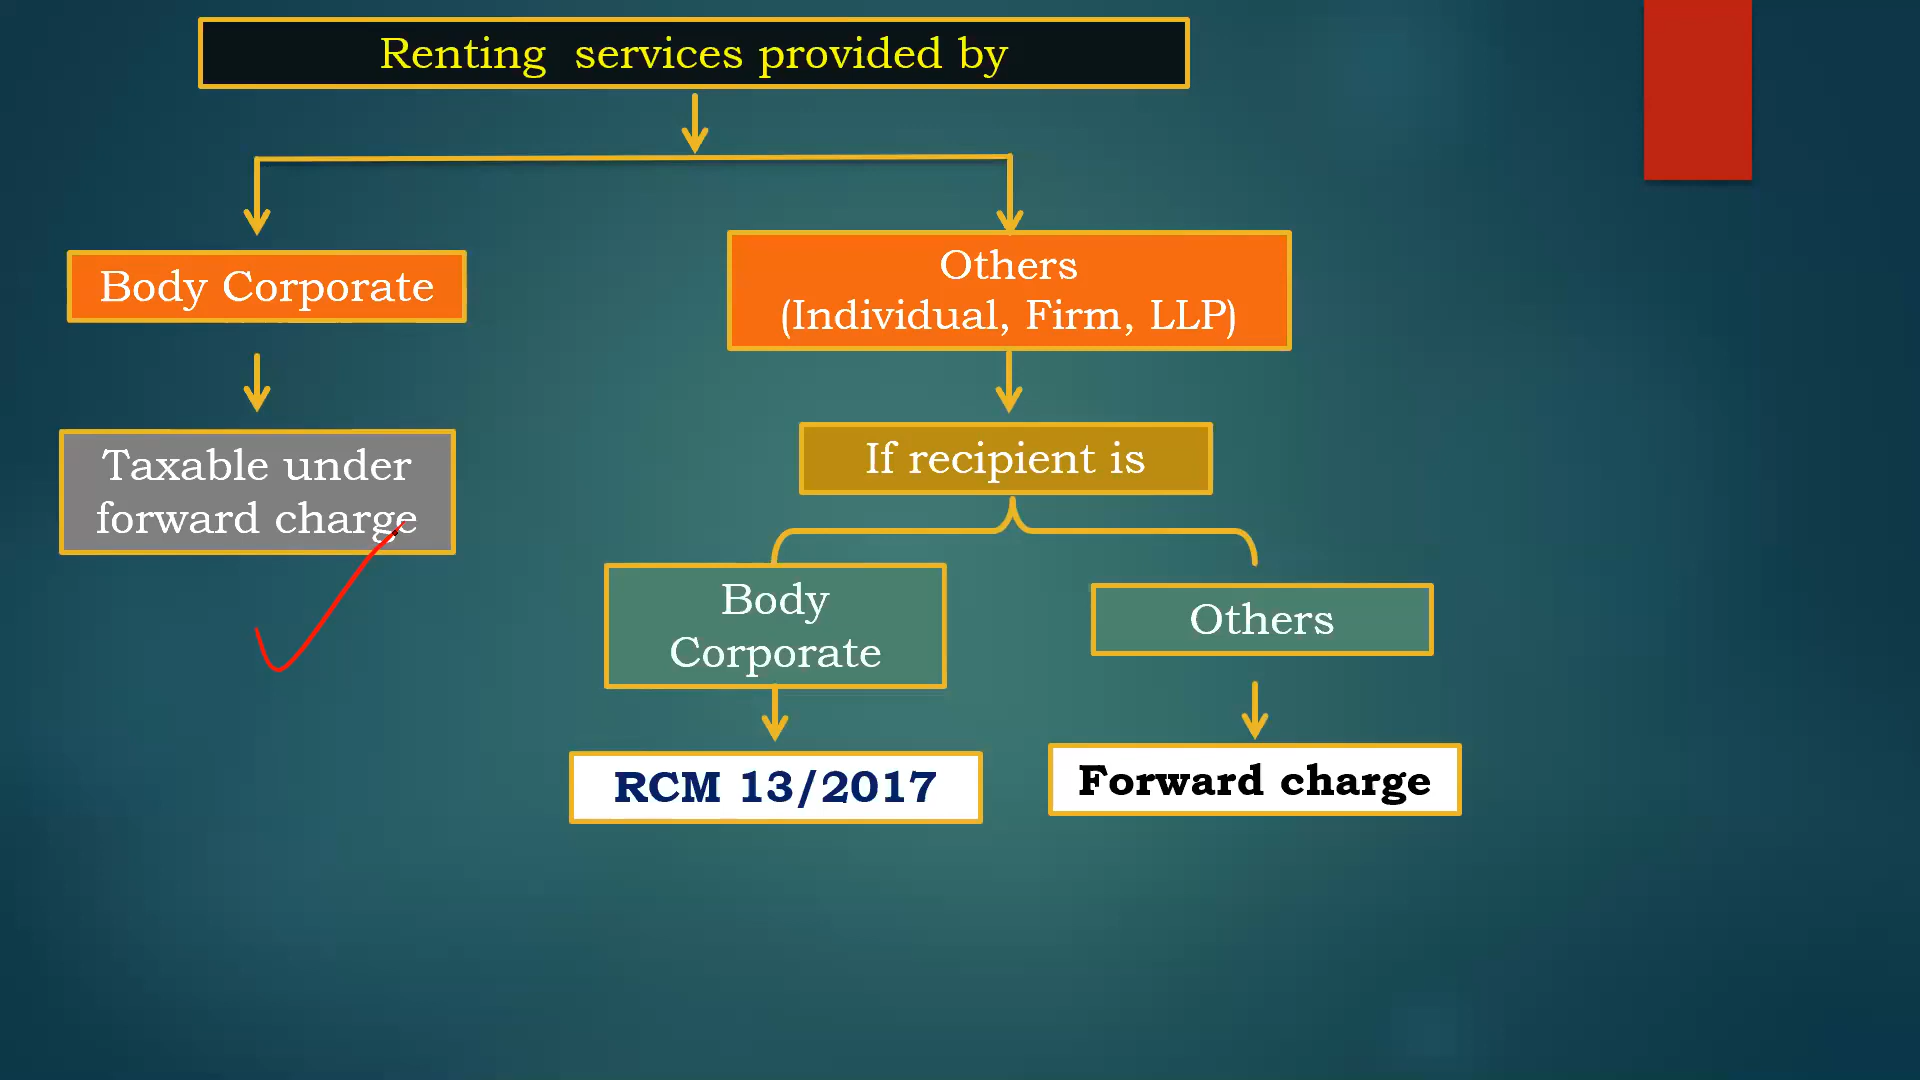 Renting services provided by
Body Corporate
Others
(Individual, Firm, LLP)
Taxable under
forward charge
If recipient is
Body
Corporate
Others
RCM 13/2017
Forward charge